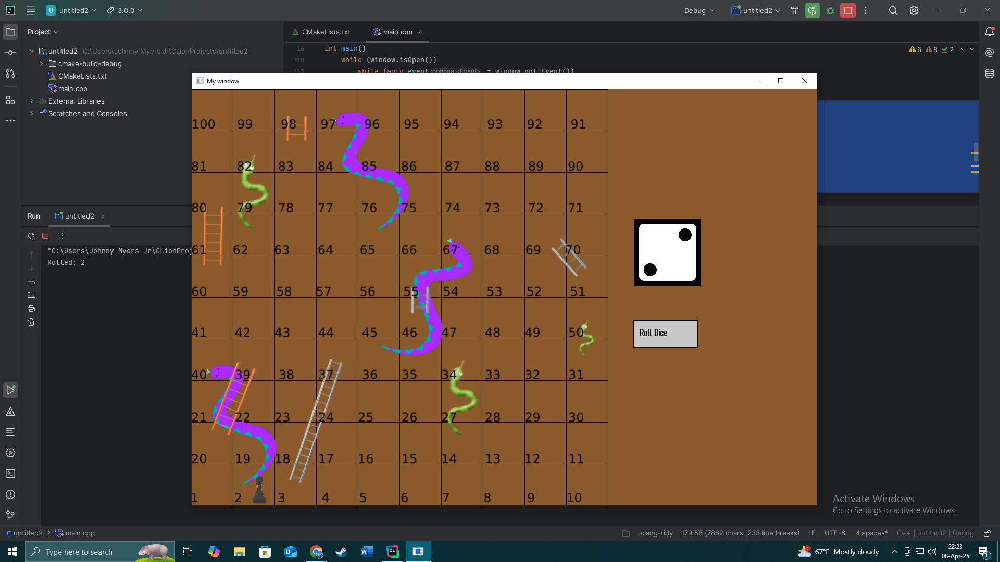 CL
U untitled2 3.0.0 Debug untitled2
Project
CMakeLists.txt main.cpp
untitled2 C:\Users\Johnny Myers Jr\CLionProjects\untitled2
cmake-build-debug
CMakeLists.txt
main.cpp
External Libraries
Scratches and Consoles
16 int main()
110 while (window.isOpen())
113 while (auto event :optional<Event> = window.pollEvent())
6 8 2
My window
100 99 98 97 96 95 94 93 92 91
81 82 83 84 85 86 87 88 89 90
80 79 78 77 76 75 74 73 72 71
61 62 63 64 65 66 67 68 69 70
60 59 58 57 56 55 54 53 52 51
41 42 43 44 45 46 47 48 49 50
40 39 38 37 36 35 34 33 32 31
21 22 23 24 25 26 27 28 29 30
20 19 18 17 16 15 14 13 12 11
1 2 3 4 5 6 7 8 9 10
Roll Dice
Run untitled2
"C:\Users\Johnny Myers Jr\CLionPro
Rolled: 2
Activate Windows
Go to Settings to activate Windows.
untitled2 main.cpp
.clang-tidy 179:58 (7882 chars, 233 line breaks) LF UTF-8 4 spaces* C++ | untitled2 | Debug
Type here to search
CL
1 67°F Mostly cloudy
22:23
08-Apr-25
1